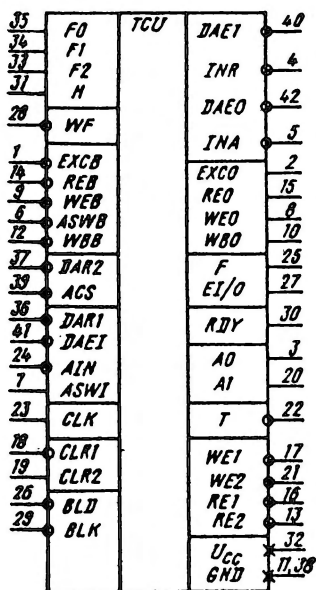 35 F0 TCU DAE1 40
34 F1
33 F2 INR 4
31 H DAE0 42
28 WF INA 5
1 EXCB EXC0 2
14 REB RE0 15
9 WEB WE0 8
6 ASWB WB0 10
12 WBB
37 DAR2 F 25
39 ACS EI/O 27
36 DAR1 RDY 30
41 DAEI
24 AIN A0 3
7 ASWI A1 20
23 CLK T 22
18 CLR1 WE1 17
19 CLR2 WE2 21
RE1 16
26 BLD RE2 13
29 BLK UCC 32
GND 11,38